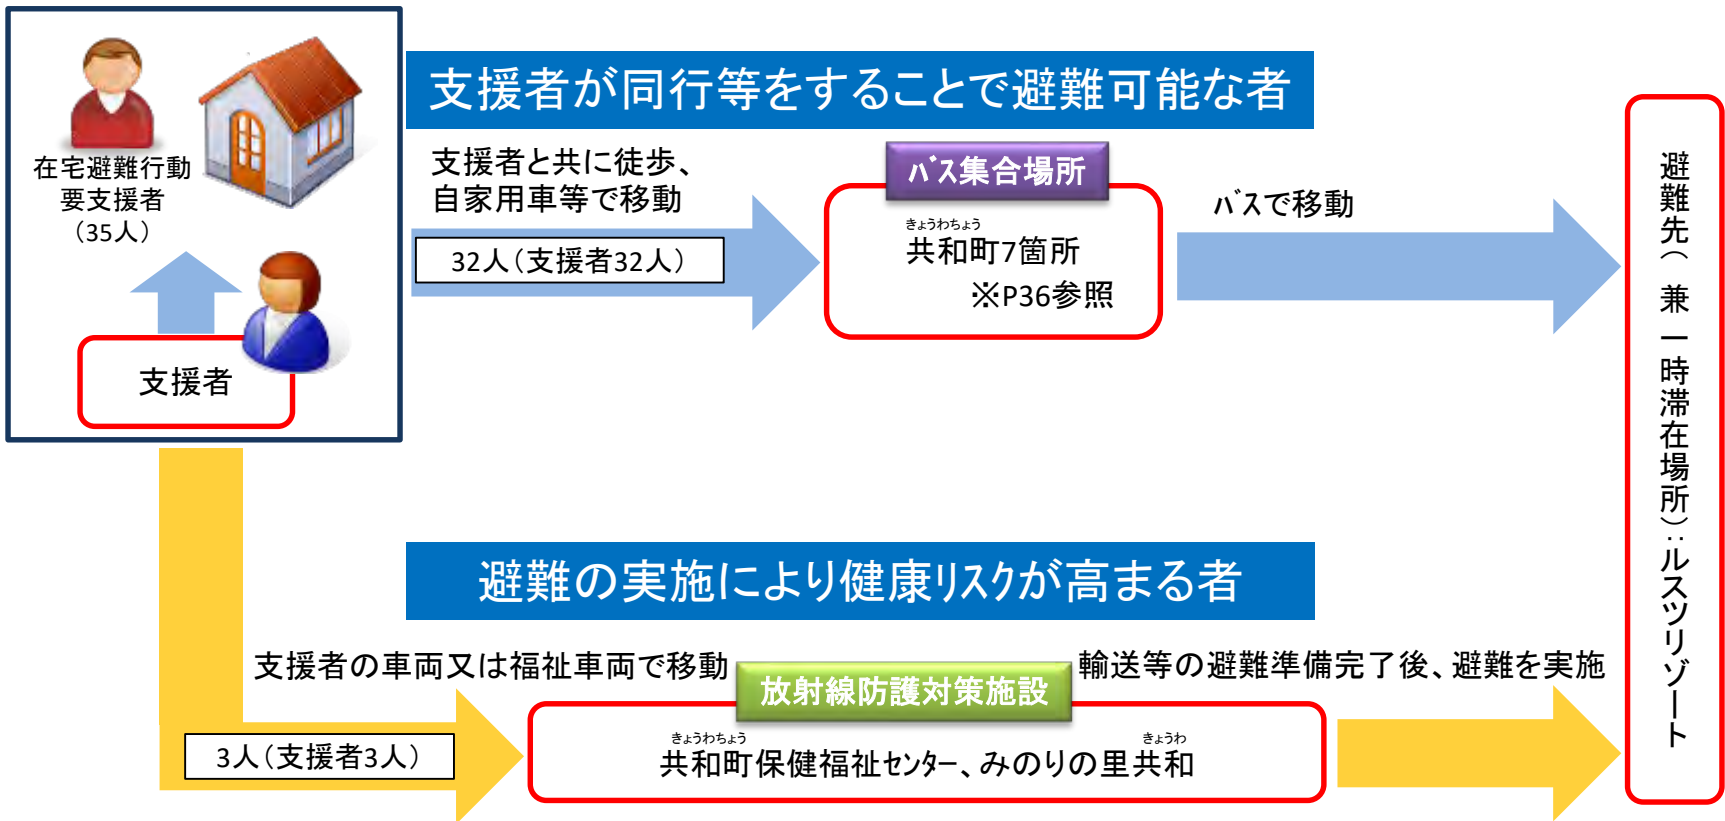 在宅避難行動
要支援者
（35人）
支援者
支援者が同行等をすることで避難可能な者
支援者と共に徒歩、
自家用車等で移動
32人（支援者32人）
バス集合場所
きょうわちょう
共和町7箇所
※P36参照
バスで移動
避難の実施により健康リスクが高まる者
支援者の車両又は福祉車両で移動
3人（支援者3人）
放射線防護対策施設
きょうわちょう きょうわ
共和町保健福祉センター、みのりの里共和
輸送等の避難準備完了後、避難を実施
避難先（兼一時滞在場所）：ルスツリゾート